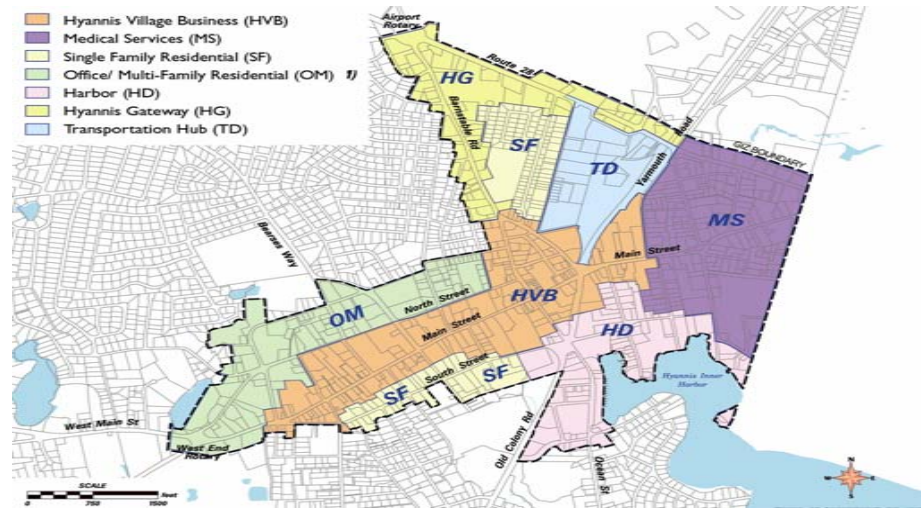 Hyannis Village Business (HVB)
Medical Services (MS)
Single Family Residential (SF)
Office/ Multi-Family Residential (OM) 1)
Harbor (HD)
Hyannis Gateway (HG)
Transportation Hub (TD)
Airport
Rotary
Route 28
HG
Barnstable Rd
SF
TD
Yarmouth Road
GIZ BOUNDARY
MS
Bearses Way
Main Street
OM
North Street
HVB
Main Street
HD
South Street
SF
SF
Hyannis Inner
Harbor
West Main St
West End
Rotary
Old Colony Rd
Ocean St
N
W
E
S
SCALE
0 750 1500 feet